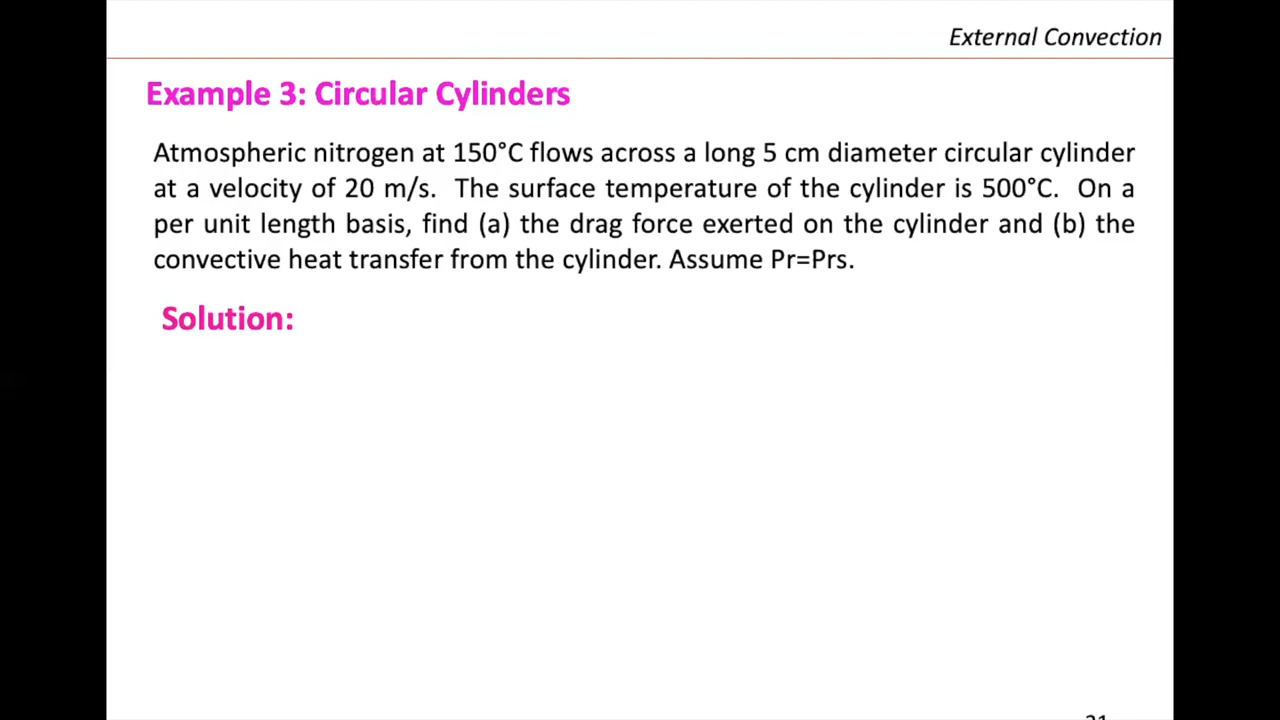 External Convection
Example 3: Circular Cylinders
Atmospheric nitrogen at 150°C flows across a long 5 cm diameter circular cylinder
at a velocity of 20 m/s. The surface temperature of the cylinder is 500°C. On a
per unit length basis, find (a) the drag force exerted on the cylinder and (b) the
convective heat transfer from the cylinder. Assume Pr=Prs.
Solution: